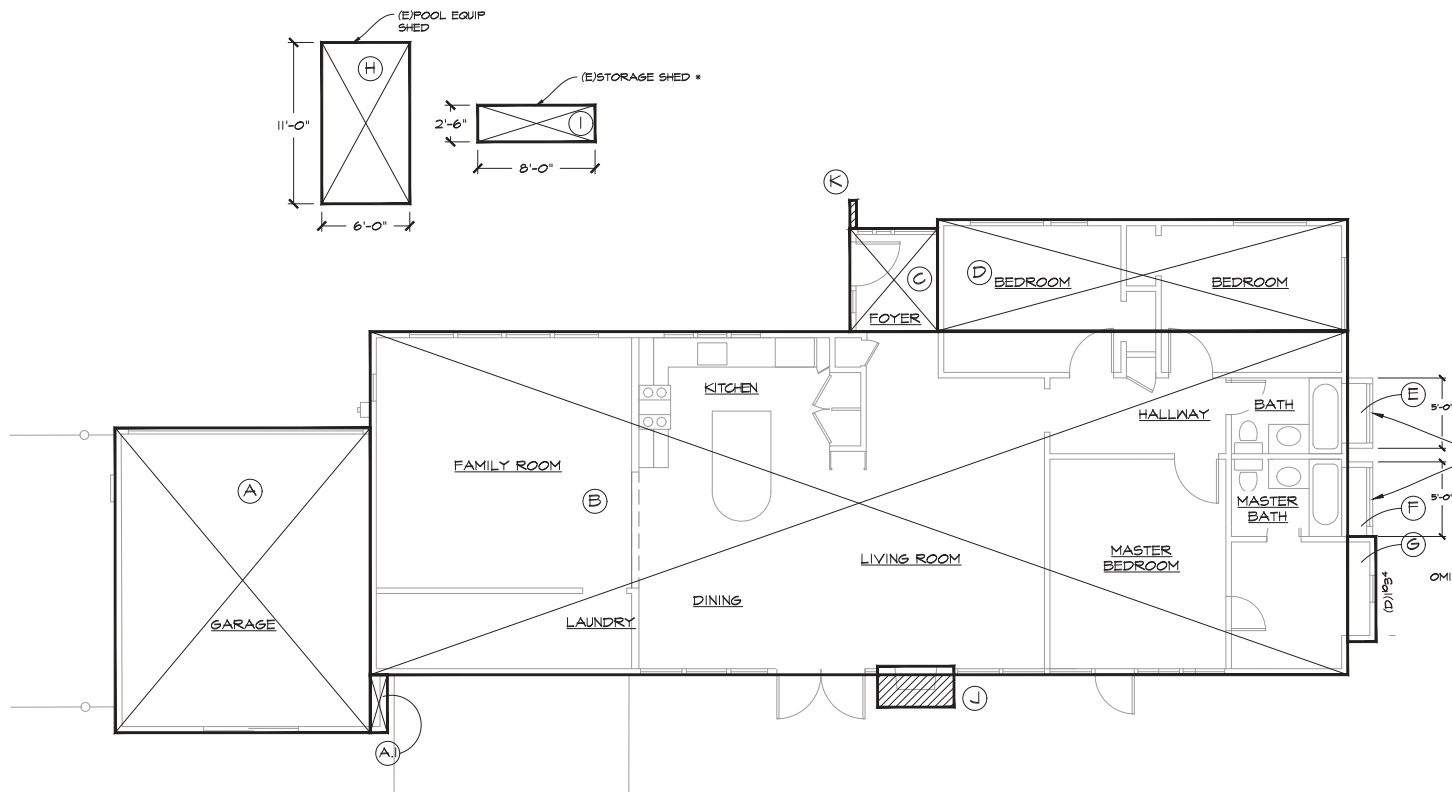 (E)POOL EQUIP
SHED
H
11'-0"
6'-0"
(E)STORAGE SHED *
2'-6"
I
8'-0"
K
C
FOYER
D
BEDROOM
BEDROOM
KITCHEN
HALLWAY
BATH
E
5'-0"
FAMILY ROOM
A
B
MASTER
BATH
F
5'-0"
G
LIVING ROOM
MASTER
BEDROOM
DINING
GARAGE
LAUNDRY
J
A.1